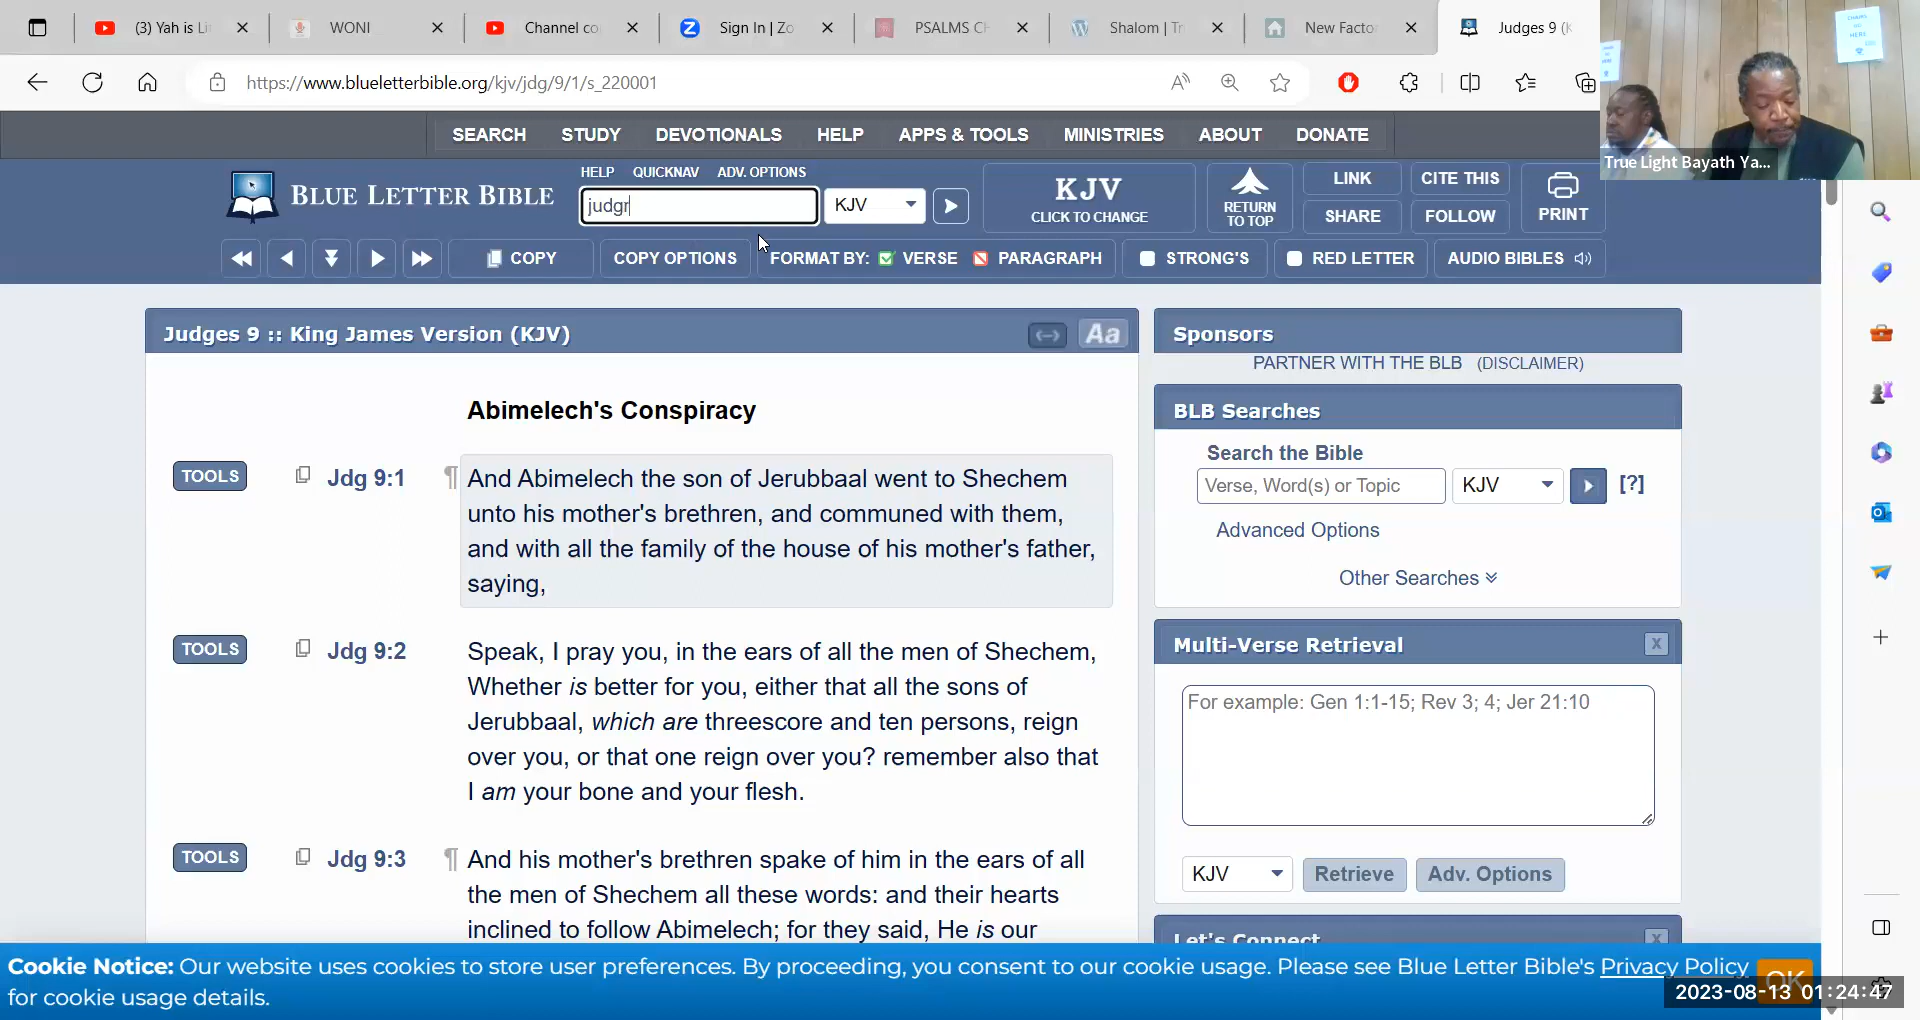 (3) Yah is Li
WONI
Channel co
Sign In | Zo
PSALMS CH
Shalom | Tr
New Facto
Judges 9 (K
https://www.blueletterbible.org/kjv/jdg/9/1/s_220001
True Light Bayath Ya...
SEARCH STUDY DEVOTIONALS HELP APPS & TOOLS MINISTRIES ABOUT DONATE
BLUE LETTER BIBLE
HELP QUICKNAV ADV. OPTIONS
judgr
KJV
KJV
CLICK TO CHANGE
RETURN
TO TOP
LINK
CITE THIS
SHARE
FOLLOW
PRINT
COPY COPY OPTIONS FORMAT BY: VERSE PARAGRAPH STRONG'S RED LETTER AUDIO BIBLES
Judges 9 :: King James Version (KJV)
Aa
Abimelech's Conspiracy
TOOLS Jdg 9:1 ¶ And Abimelech the son of Jerubbaal went to Shechem
unto his mother's brethren, and communed with them,
and with all the family of the house of his mother's father,
saying,
TOOLS Jdg 9:2 Speak, I pray you, in the ears of all the men of Shechem,
Whether is better for you, either that all the sons of
Jerubbaal, which are threescore and ten persons, reign
over you, or that one reign over you? remember also that
I am your bone and your flesh.
TOOLS Jdg 9:3 ¶ And his mother's brethren spake of him in the ears of all
the men of Shechem all these words: and their hearts
inclined to follow Abimelech; for they said, He is our
Sponsors
PARTNER WITH THE BLB (DISCLAIMER)
BLB Searches
Search the Bible
Verse, Word(s) or Topic KJV [?]
Advanced Options
Other Searches
Multi-Verse Retrieval X
For example: Gen 1:1-15; Rev 3; 4; Jer 21:10
KJV Retrieve Adv. Options
Let's Connect X
Cookie Notice: Our website uses cookies to store user preferences. By proceeding, you consent to our cookie usage. Please see Blue Letter Bible's Privacy Policy
for cookie usage details.
OK
2023-08-13 01:24:47